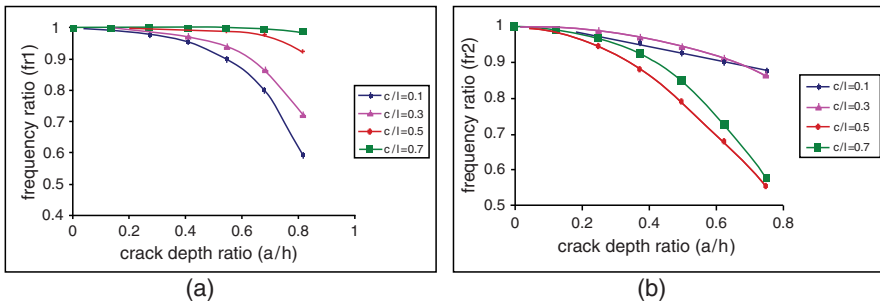 1
0.9
0.8
0.7
0.6
0.5
0.4
0
0.2
0.4
0.6
0.8
1
frequency ratio (fr1)
crack depth ratio (a/h)
c/l=0.1
c/l=0.3
c/l=0.5
c/l=0.7
(a)
1
0.9
0.8
0.7
0.6
0.5
0
0.2
0.4
0.6
0.8
frequency ratio (fr2)
crack depth ratio (a/h)
c/l=0.1
c/l=0.3
c/l=0.5
c/l=0.7
(b)